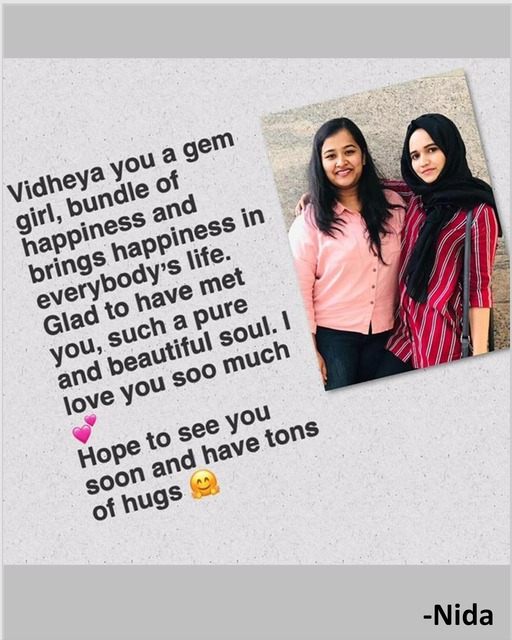 Vidheya you a gem
girl, bundle of
happiness and
brings happiness in
everybody's life.
Glad to have met
you, such a pure
and beautiful soul. I
love you soo much
💕
Hope to see you
soon and have tons
of hugs 🤗
-Nida